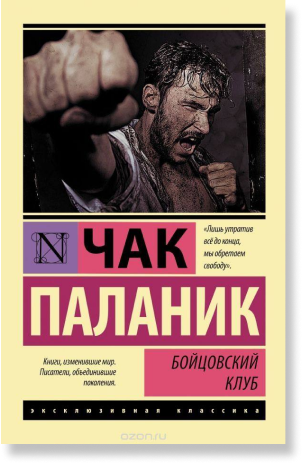 N
ЧАК
«Лишь утратив
всё до конца,
мы обретаем
свободу».
ПАЛАНИК
Книги, изменившие мир.
Писатели, объединившие
поколения.
БОЙЦОВСКИЙ
КЛУБ
эксклюзивная классика
ozon.ru